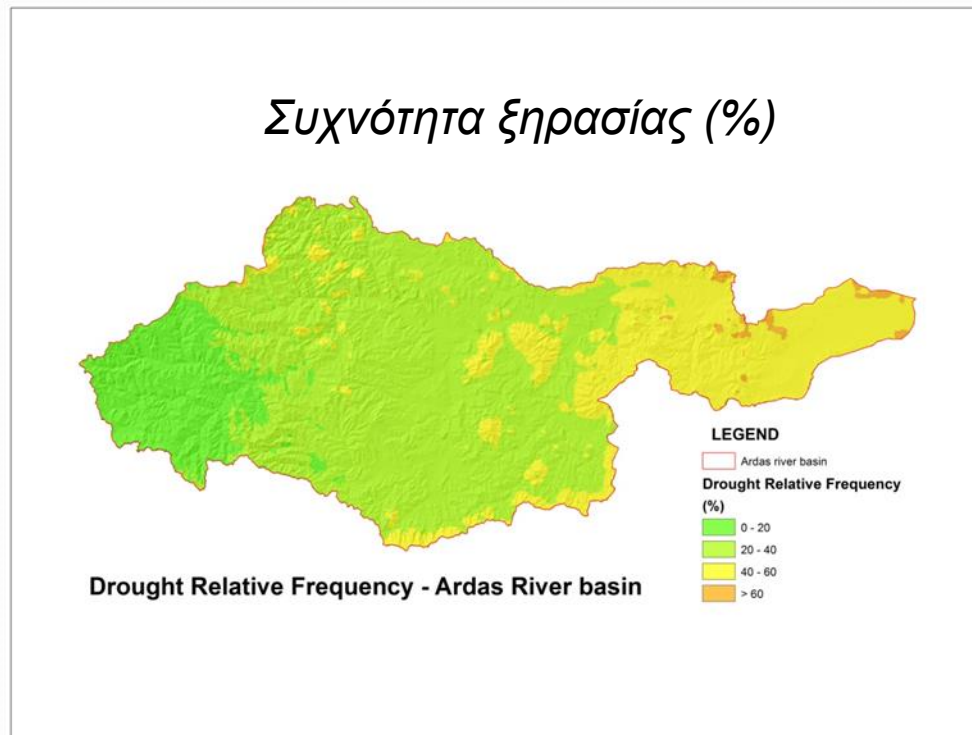 Συχνότητα ξηρασίας (%)
LEGEND
Ardas river basin
Drought Relative Frequency
(%)
0 - 20
20 - 40
40 - 60
> 60
Drought Relative Frequency - Ardas River basin